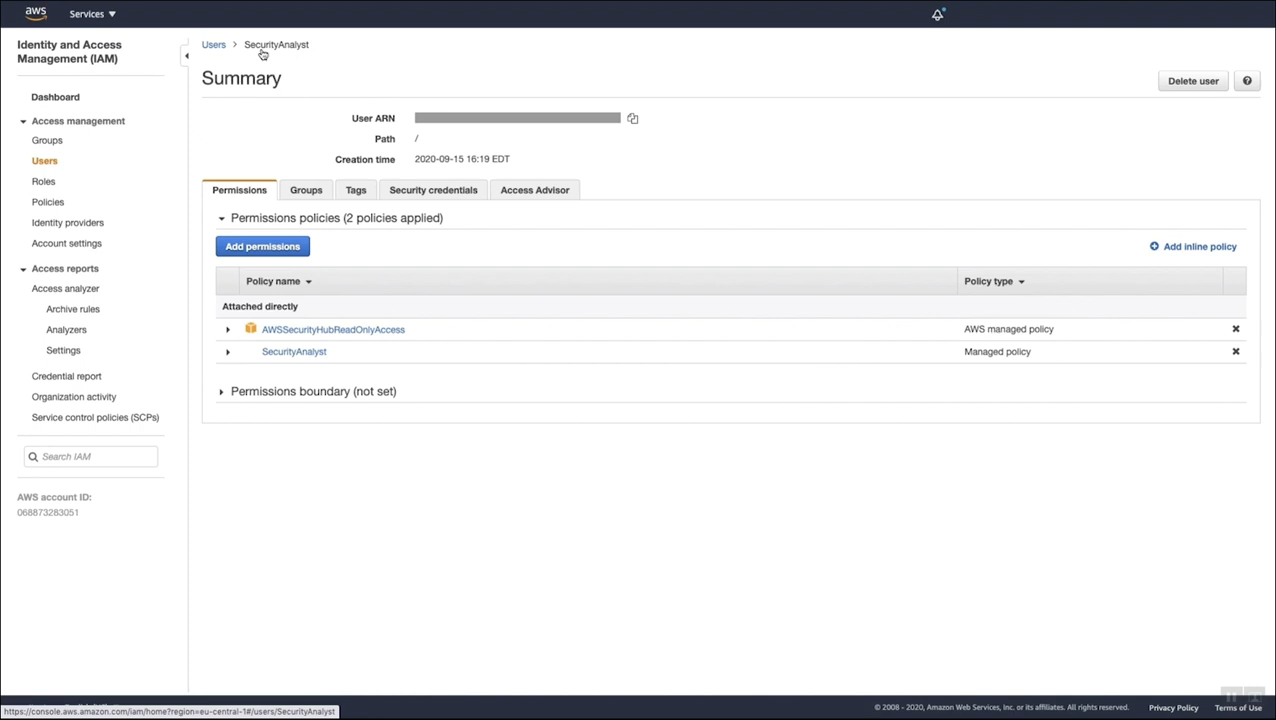 aws Services
Identity and Access
Management (IAM)
Dashboard
Access management
Groups
Users
Roles
Policies
Identity providers
Account settings
Access reports
Access analyzer
Archive rules
Analyzers
Settings
Credential report
Organization activity
Service control policies (SCPs)
Search IAM
AWS account ID:
068873283051
Users > SecurityAnalyst
Summary
Delete user ?
User ARN
Path /
Creation time 2020-09-15 16:19 EDT
Permissions Groups Tags Security credentials Access Advisor
Permissions policies (2 policies applied)
Add permissions Add inline policy
Policy name Policy type
Attached directly
AWSSecurityHubReadOnlyAccess AWS managed policy
SecurityAnalyst Managed policy
Permissions boundary (not set)
https://console.aws.amazon.com/iam/home?region=eu-central-1#/users/SecurityAnalyst
© 2008 - 2020, Amazon Web Services, Inc. or its affiliates. All rights reserved. Privacy Policy Terms of Use